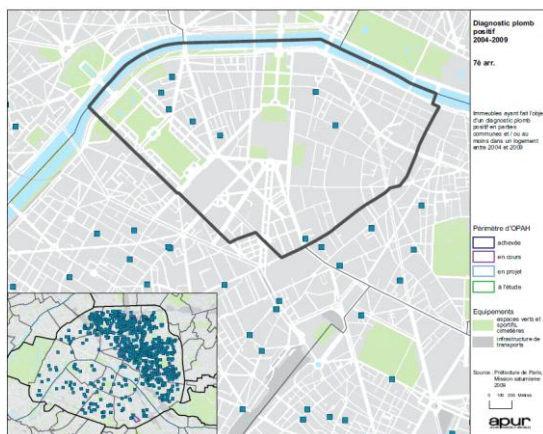 Diagnostic plomb
positif
2004-2009
7è arr.
Immeubles ayant fait l'obje
d'un diagnostic plomb
positif en parties
communes et / ou au
moins dans un logement
entre 2004 et 2009
Périmètre d'OPAH
achevée
en cours
en projet
à l'étude
Equipements
espaces verts et
sportifs,
cimetières
infrastructure de
transports
Source : Préfecture de Paris,
Mission saturnisme
2009
0 100 200 Mètres
apur